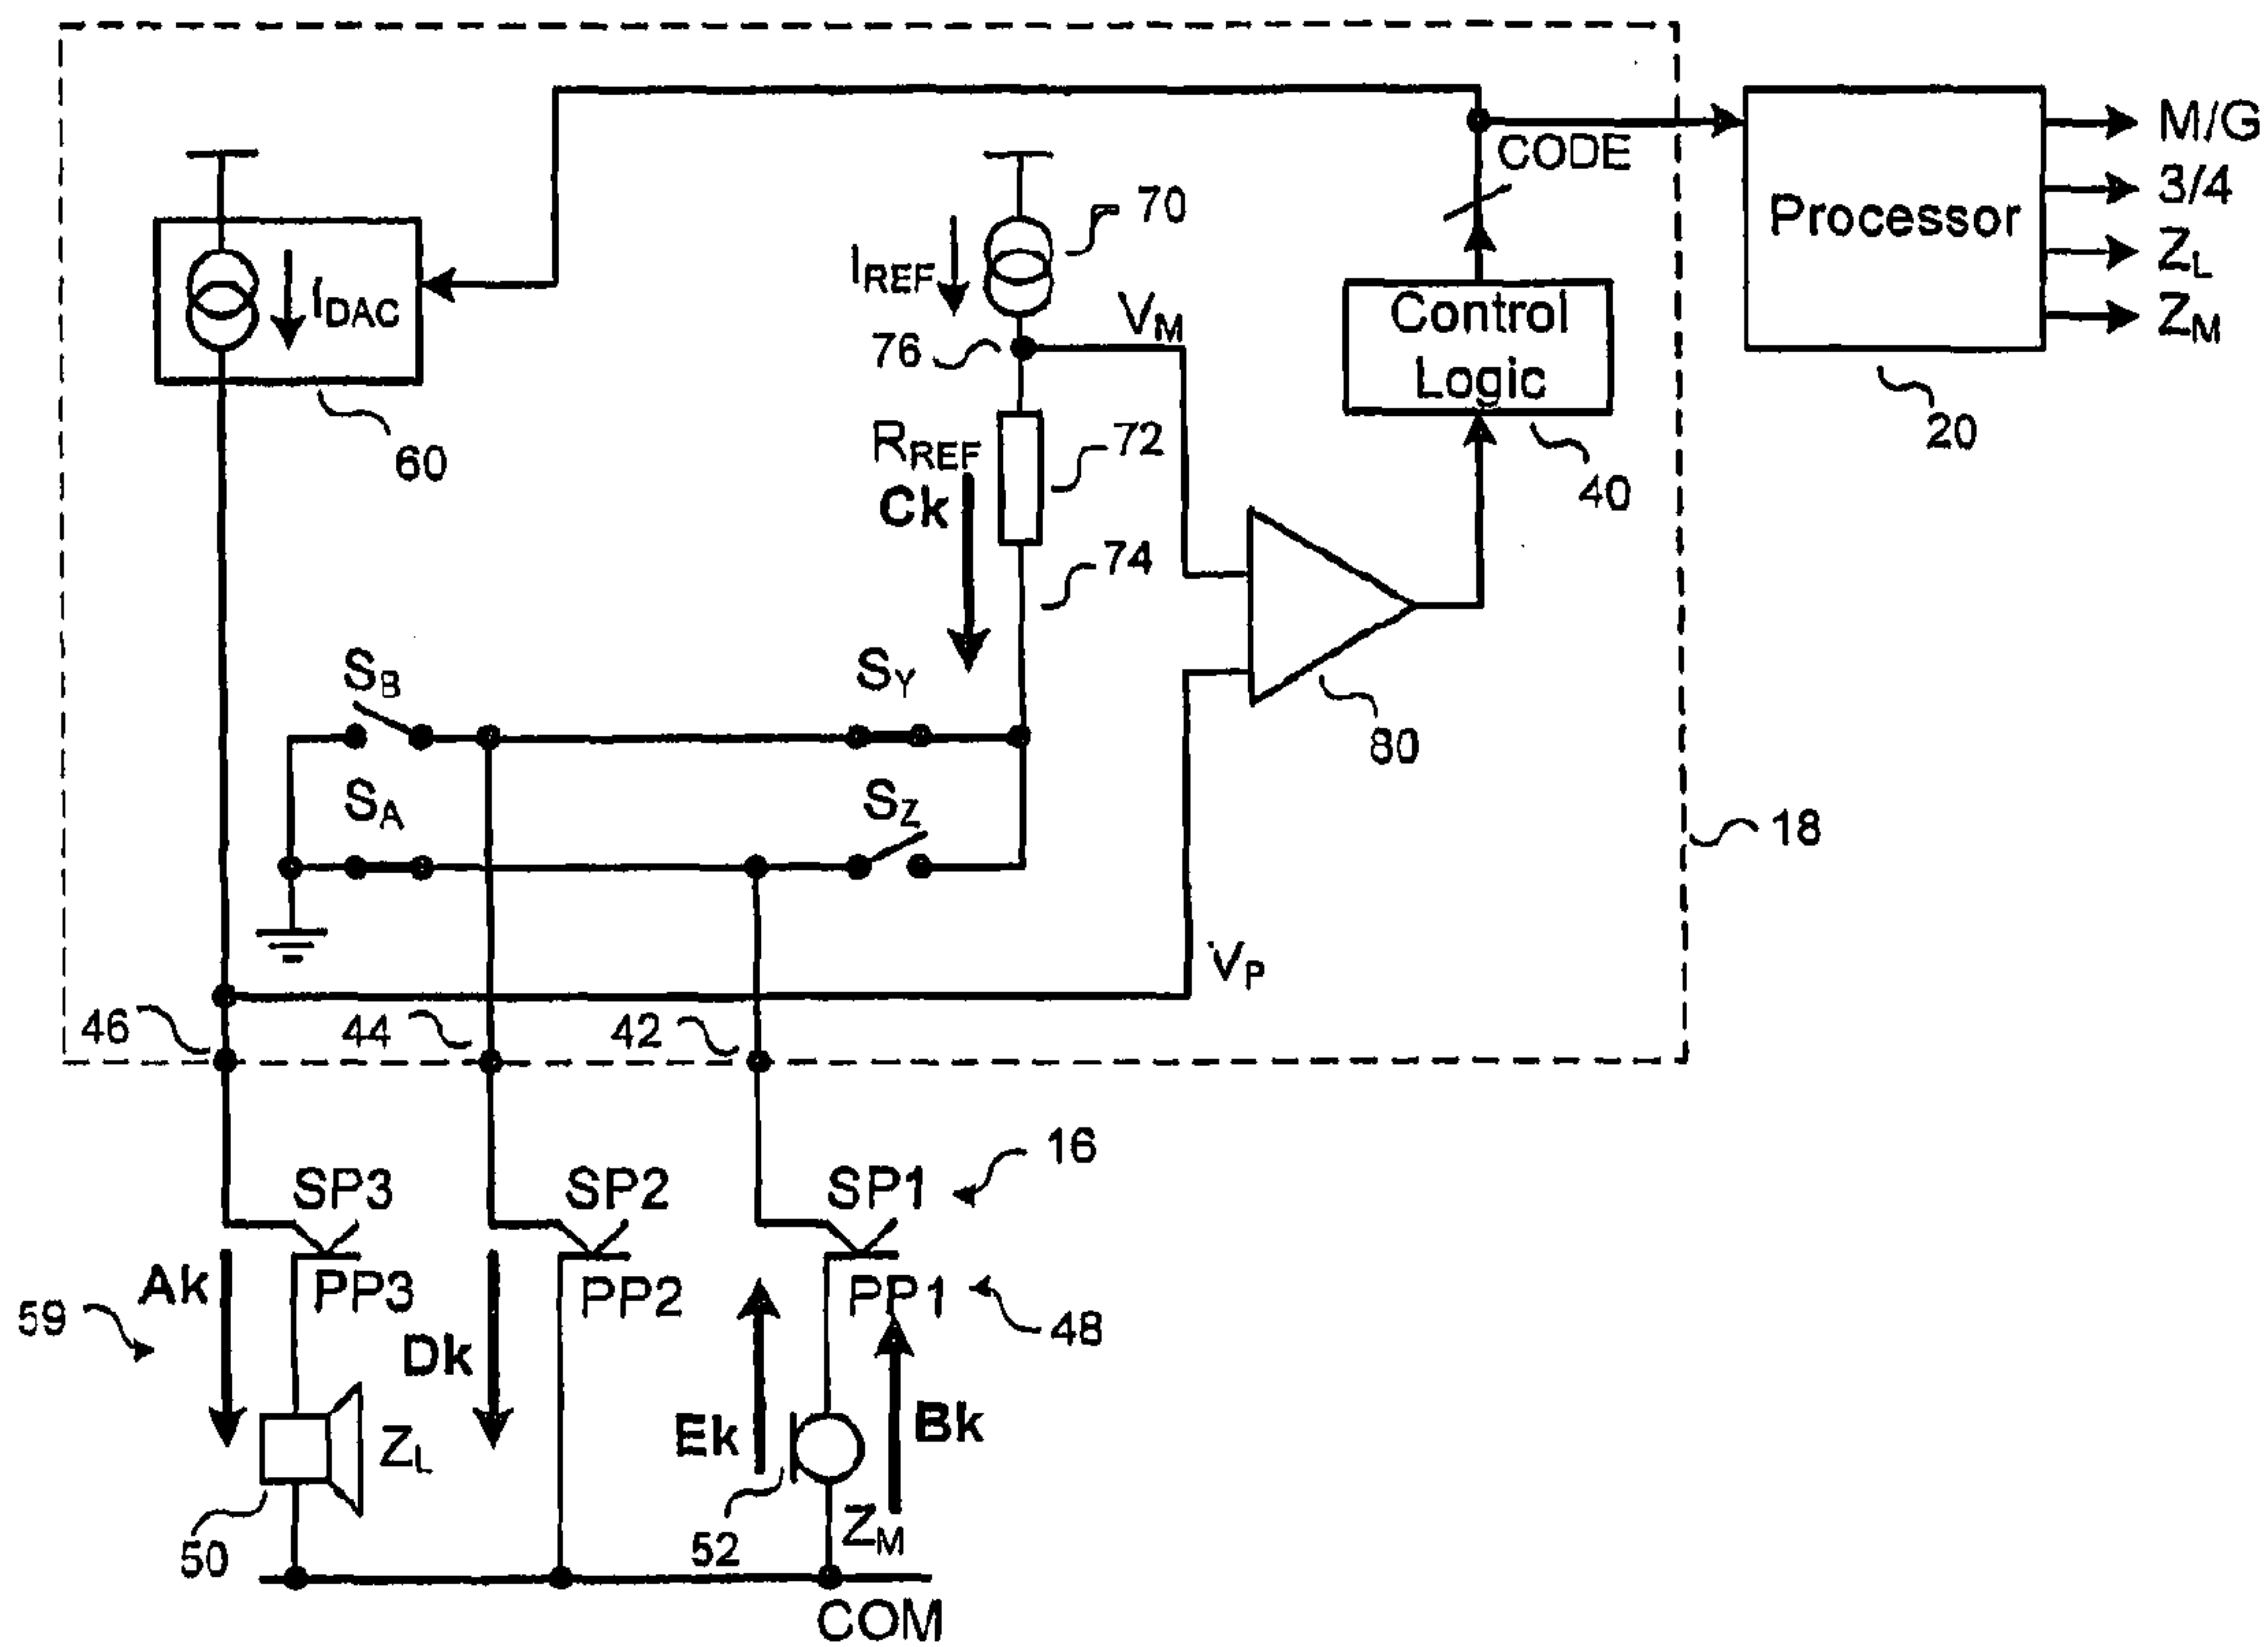 M/G
CODE
3/4
Processor
Z_L
Z_M
70
I_REF
I_DAC
V_M
76
Control
Logic
20
60
R_REF
72
Ck
40
74
S_B
S_Y
80
S_A
S_Z
18
V_P
46
44
42
16
SP3
SP2
SP1
Ak
PP3
PP2
PP1
59
48
Dk
Ek
Bk
Z_L
50
52
Z_M
COM